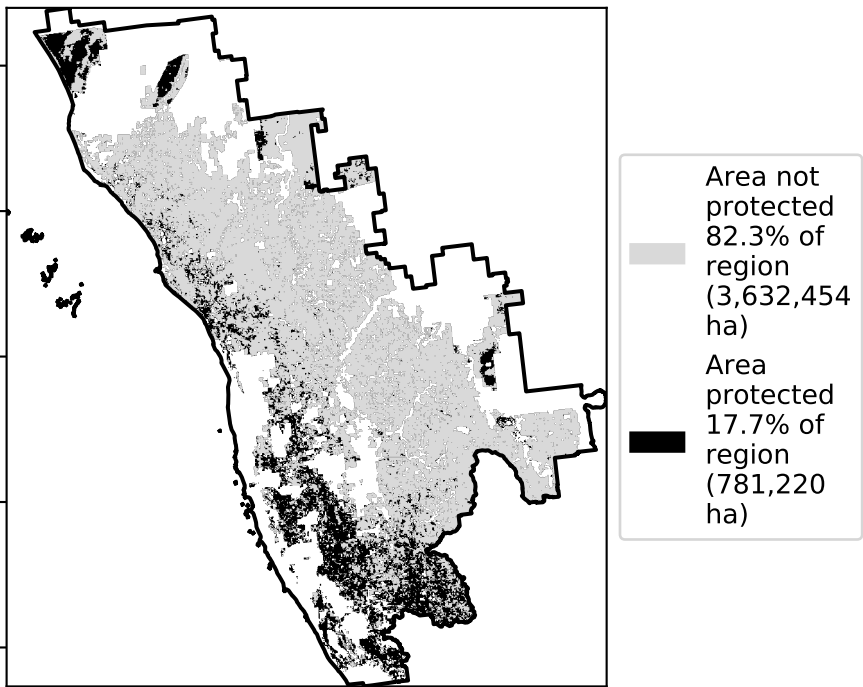 Area not
protected
82.3% of
region
(3,632,454
ha)
Area
protected
17.7% of
region
(781,220
ha)